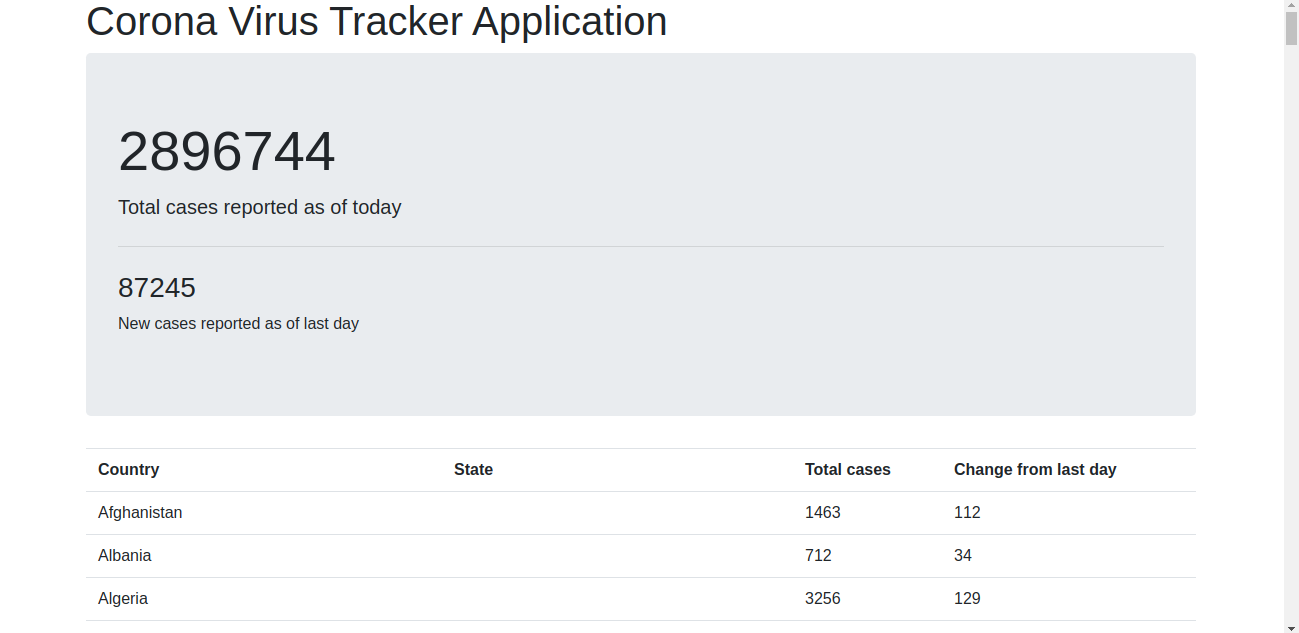 Corona Virus Tracker Application
2896744
Total cases reported as of today
87245
New cases reported as of last day
Country State Total cases Change from last day
Afghanistan 1463 112
Albania 712 34
Algeria 3256 129